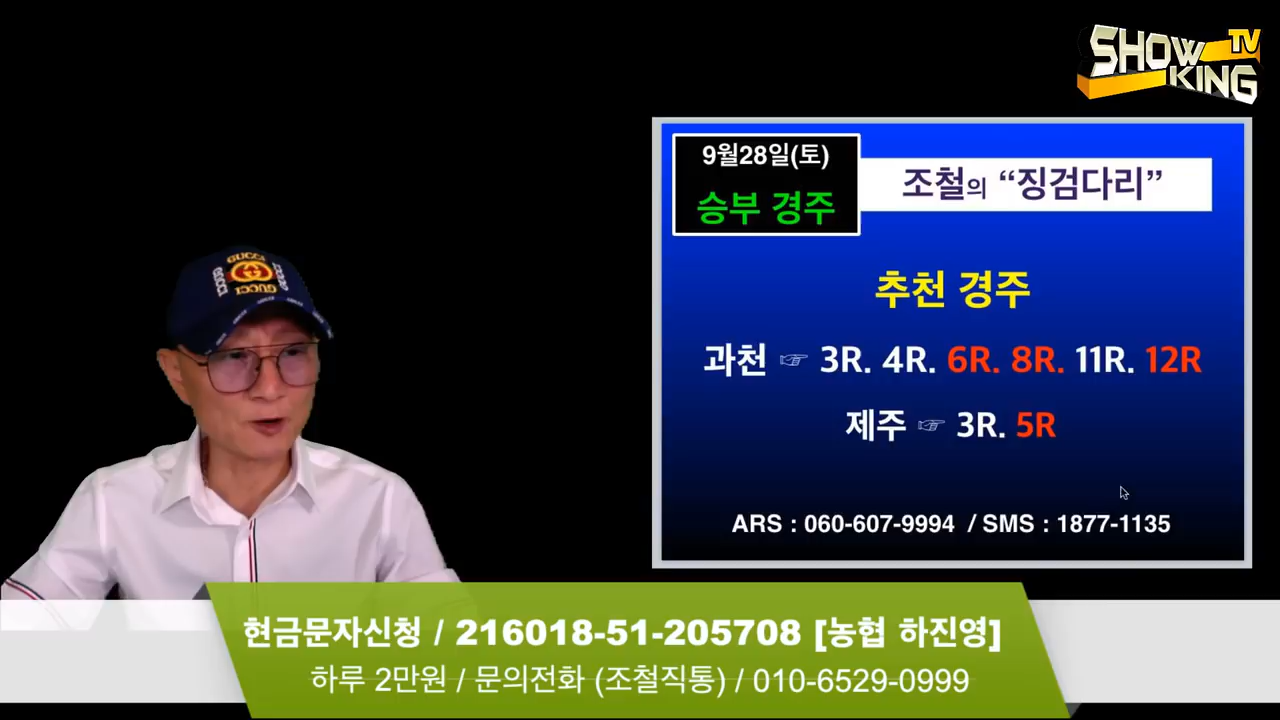 SHOW TV
KING
9월28일(토)
승부 경주
조철의 “징검다리”
추천 경주
과천 ☞ 3R. 4R. 6R. 8R. 11R. 12R
제주 ☞ 3R. 5R
ARS : 060-607-9994 / SMS : 1877-1135
GUCCI
현금문자신청 / 216018-51-205708 [농협 하진영]
하루 2만원 / 문의전화 (조철직통) / 010-6529-0999